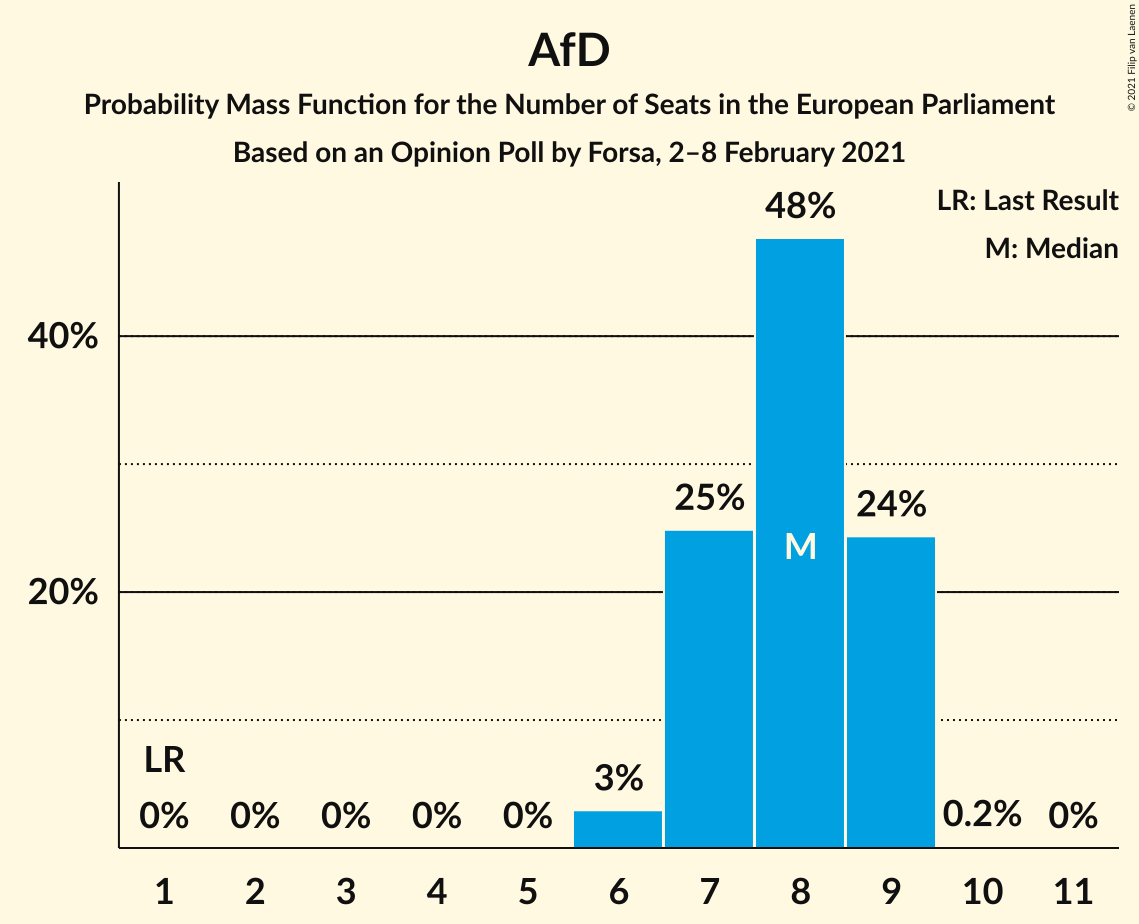 AfD
Probability Mass Function for the Number of Seats in the European Parliament
Based on an Opinion Poll by Forsa, 2–8 February 2021
© 2021 Filip van Laenen
LR: Last Result
M: Median
48%
40%
25%
24%
M
20%
LR
3%
0% 0% 0% 0% 0% 0.2% 0%
1 2 3 4 5 6 7 8 9 10 11